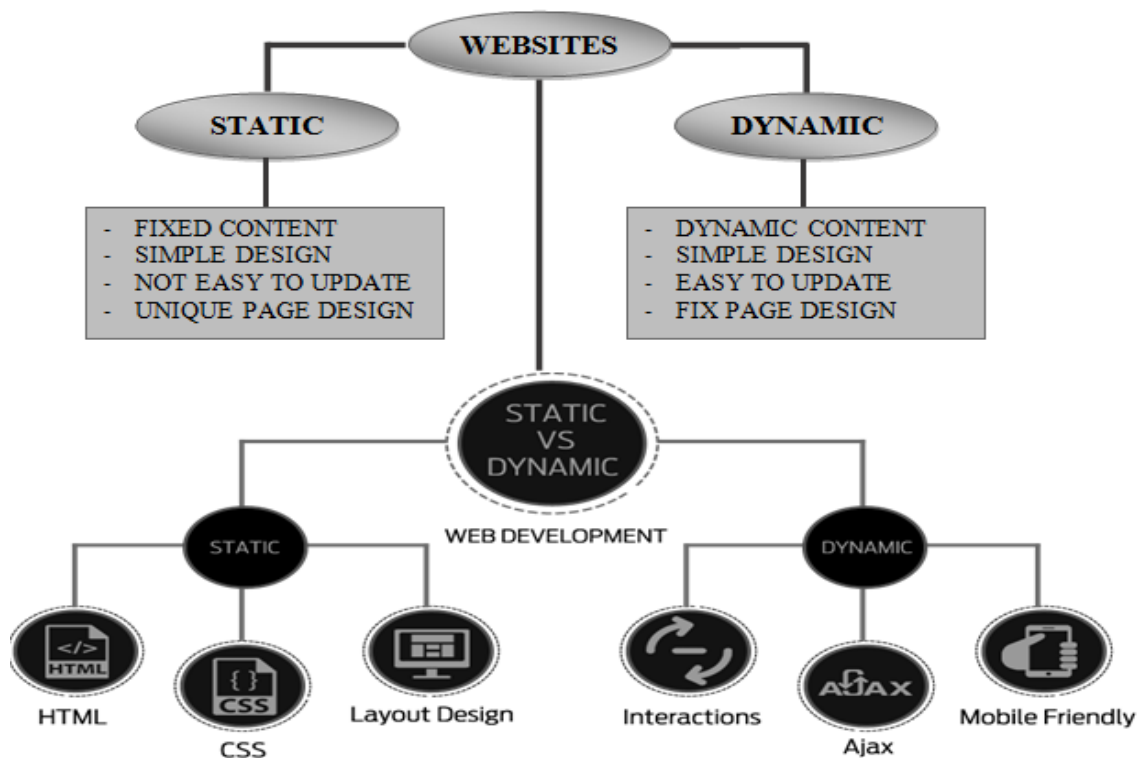 WEBSITES
STATIC
DYNAMIC
- FIXED CONTENT
- SIMPLE DESIGN
- NOT EASY TO UPDATE
- UNIQUE PAGE DESIGN
- DYNAMIC CONTENT
- SIMPLE DESIGN
- EASY TO UPDATE
- FIX PAGE DESIGN
STATIC
VS
DYNAMIC
WEB DEVELOPMENT
STATIC
DYNAMIC
</>
HTML
HTML
{ }
CSS
CSS
Layout Design
Interactions
AJAX
Ajax
Mobile Friendly